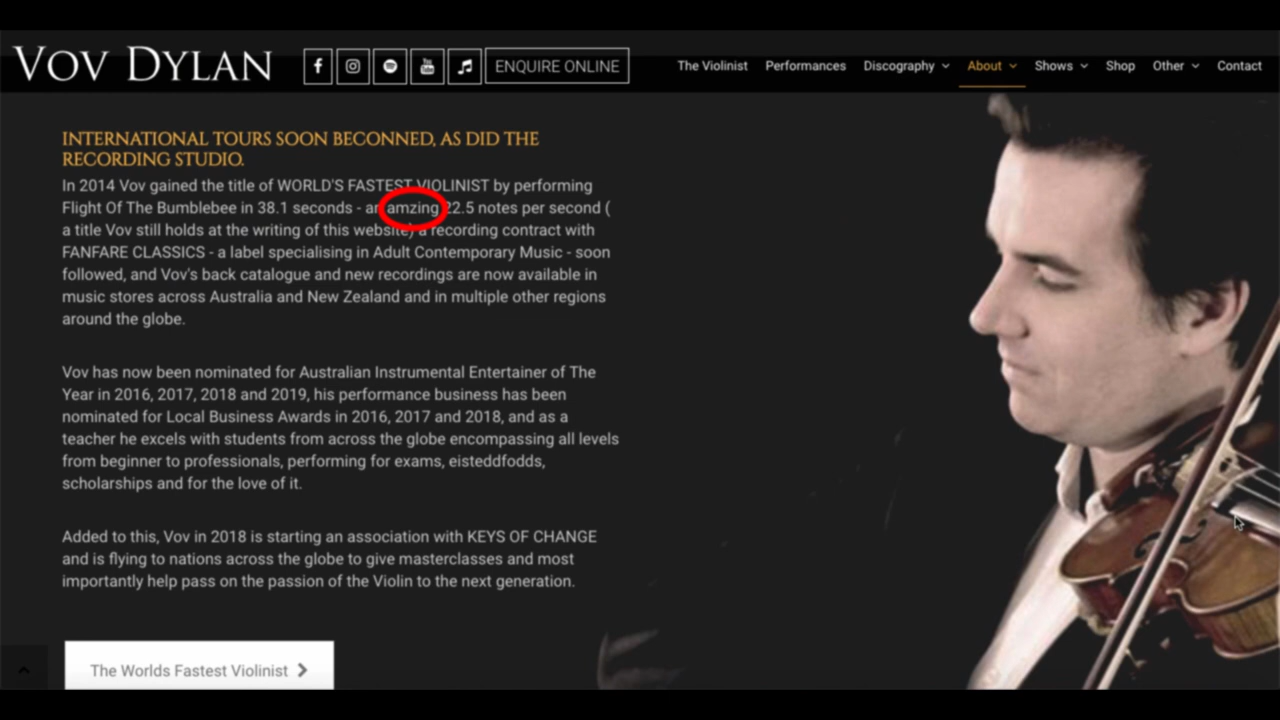 VOV DYLAN
ENQUIRE ONLINE
The Violinist Performances Discography About Shows Shop Other Contact
INTERNATIONAL TOURS SOON BECONNED, AS DID THE
RECORDING STUDIO.
In 2014 Vov gained the title of WORLD'S FASTEST VIOLINIST by performing
Flight Of The Bumblebee in 38.1 seconds - an amzing 22.5 notes per second (
a title Vov still holds at the writing of this website) a recording contract with
FANFARE CLASSICS - a label specialising in Adult Contemporary Music - soon
followed, and Vov's back catalogue and new recordings are now available in
music stores across Australia and New Zealand and in multiple other regions
around the globe.
Vov has now been nominated for Australian Instrumental Entertainer of The
Year in 2016, 2017, 2018 and 2019, his performance business has been
nominated for Local Business Awards in 2016, 2017 and 2018, and as a
teacher he excels with students from across the globe encompassing all levels
from beginner to professionals, performing for exams, eisteddfodds,
scholarships and for the love of it.
Added to this, Vov in 2018 is starting an association with KEYS OF CHANGE
and is flying to nations across the globe to give masterclasses and most
importantly help pass on the passion of the Violin to the next generation.
The Worlds Fastest Violinist